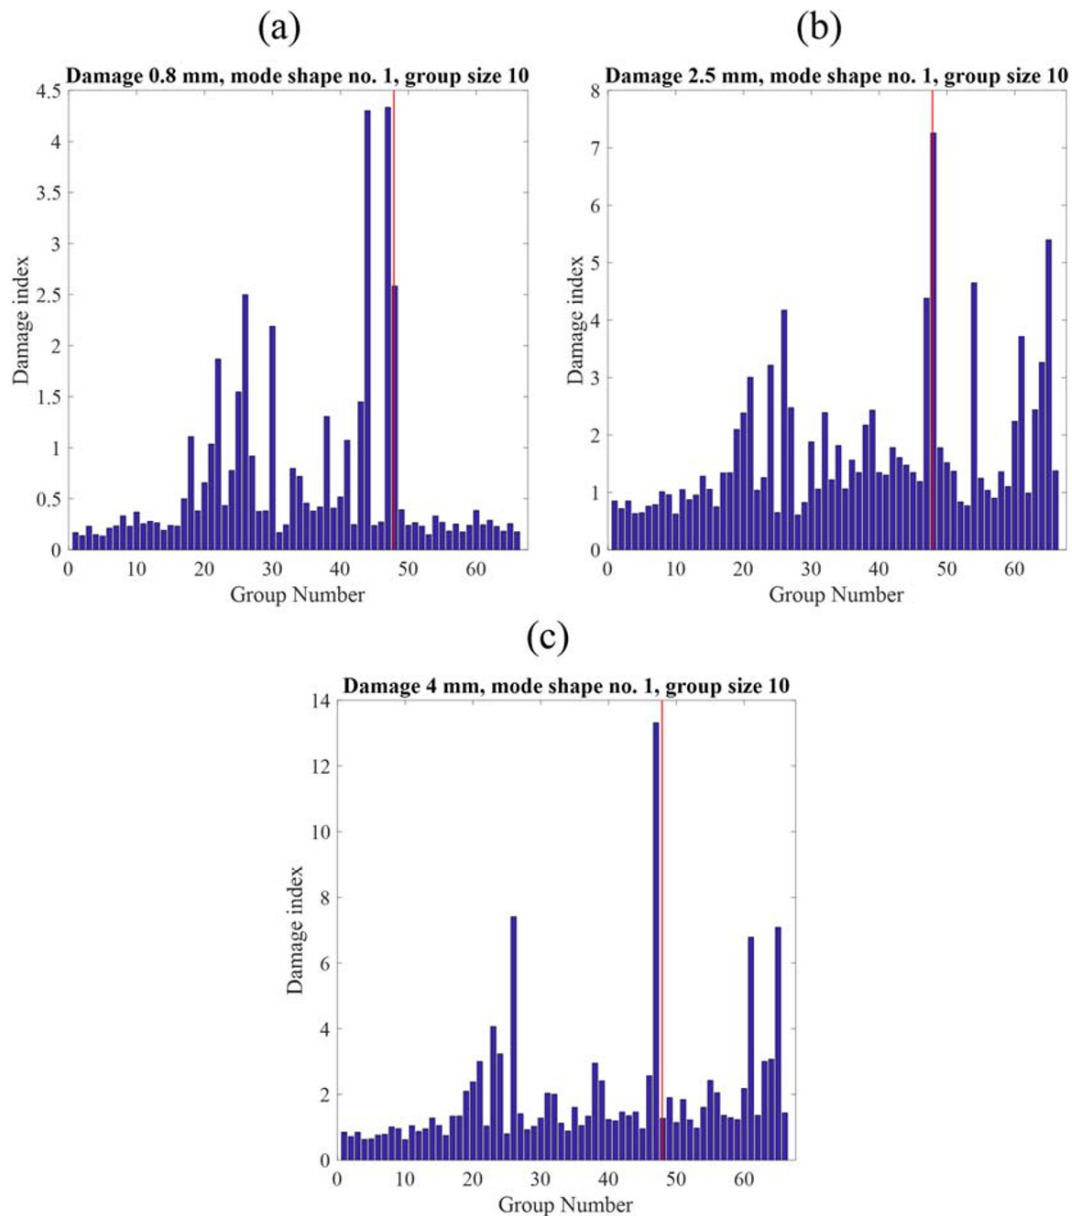 (a)
Damage 0.8 mm, mode shape no. 1, group size 10
4.5
4
3.5
3
2.5
2
1.5
1
0.5
0
Damage index
0 10 20 30 40 50 60
Group Number
(b)
Damage 2.5 mm, mode shape no. 1, group size 10
8
7
6
5
4
3
2
1
0
Damage index
0 10 20 30 40 50 60
Group Number
(c)
Damage 4 mm, mode shape no. 1, group size 10
14
12
10
8
6
4
2
0
Damage index
0 10 20 30 40 50 60
Group Number